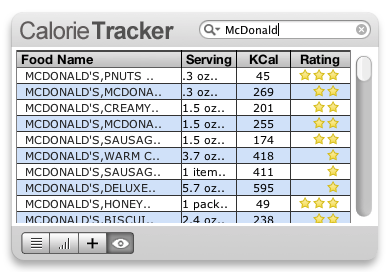 CalorieTracker McDonald
Food Name Serving KCal Rating
MCDONALD'S,PNUTS .. .3 oz.. 45
MCDONALD'S,MCDONA.. .3 oz.. 269
MCDONALD'S,CREAMY.. 1.5 oz.. 201
MCDONALD'S,MCDONA.. 1.5 oz.. 255
MCDONALD'S,SAUSAG.. 1.5 oz.. 174
MCDONALD'S,WARM C.. 3.7 oz.. 418
MCDONALD'S,SAUSAG.. 1 item.. 411
MCDONALD'S,DELUXE.. 5.7 oz.. 595
MCDONALD'S,HONEY.. 1 pack.. 49
MCDONALD'S,BISCUI.. 2.4 oz.. 238